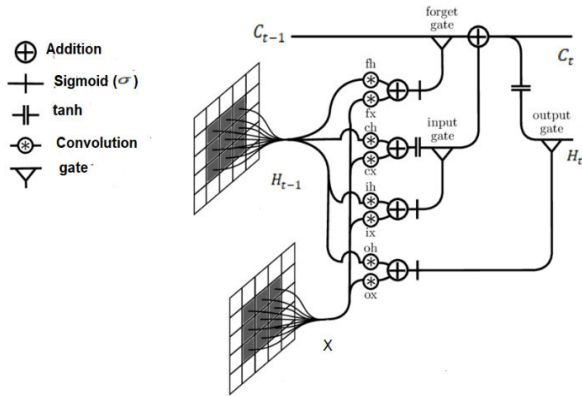 Addition
Sigmoid (σ)
tanh
Convolution
gate
C_{t-1}
forget
gate
C_t
fh
fx
ch
cx
input
gate
output
gate
H_t
H_{t-1}
ih
ix
oh
ox
X